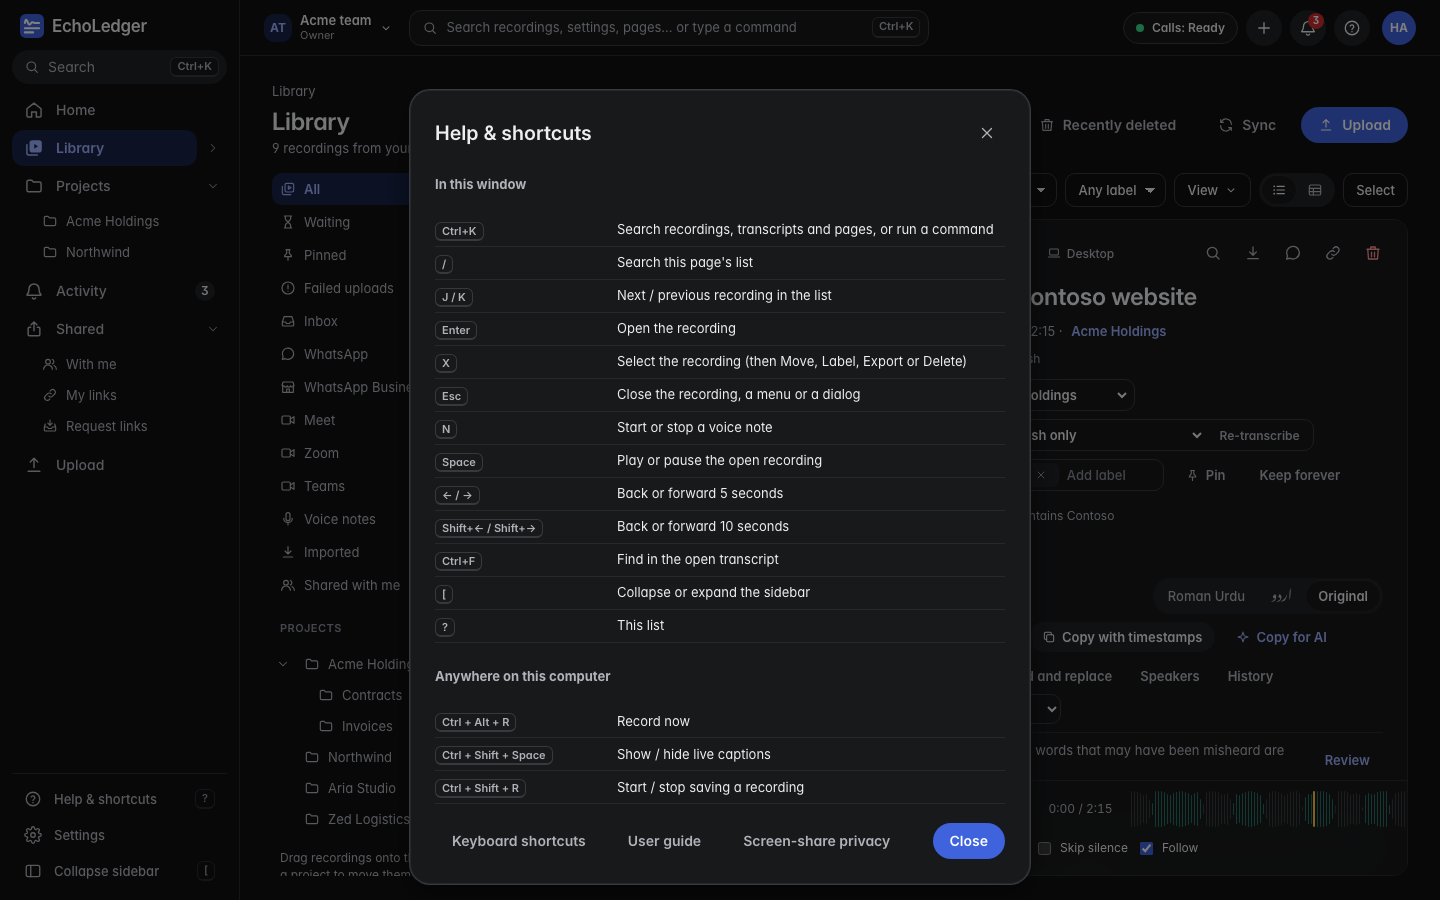 EchoLedger
Search Ctrl+K
Home
Library
Projects
Acme Holdings
Northwind
Activity 3
Shared
With me
My links
Request links
Upload
Help & shortcuts ?
Settings
Collapse sidebar [
AT Acme team
Owner
Search recordings, settings, pages... or type a command Ctrl+K
Calls: Ready
3
HA
Library
Library
9 recordings from your
Recently deleted
Sync
Upload
All
Waiting
Pinned
Failed uploads
Inbox
WhatsApp
WhatsApp Busine
Meet
Zoom
Teams
Voice notes
Imported
Shared with me
PROJECTS
Acme Holding
Contracts
Invoices
Northwind
Aria Studio
Zed Logistics
Drag recordings onto t
a project to move them
Help & shortcuts
In this window
Ctrl+K Search recordings, transcripts and pages, or run a command
/ Search this page's list
J / K Next / previous recording in the list
Enter Open the recording
X Select the recording (then Move, Label, Export or Delete)
Esc Close the recording, a menu or a dialog
N Start or stop a voice note
Space Play or pause the open recording
← / → Back or forward 5 seconds
Shift+← / Shift+→ Back or forward 10 seconds
Ctrl+F Find in the open transcript
[ Collapse or expand the sidebar
? This list
Anywhere on this computer
Ctrl + Alt + R Record now
Ctrl + Shift + Space Show / hide live captions
Ctrl + Shift + R Start / stop saving a recording
Keyboard shortcuts User guide Screen-share privacy Close
Any label View Select
Desktop
ontoso website
2:15 · Acme Holdings
sh
oldings
sh only Re-transcribe
× Add label Pin Keep forever
ntains Contoso
Roman Urdu اردو Original
Copy with timestamps Copy for AI
d and replace Speakers History
words that may have been misheard are
Review
0:00 / 2:15
Skip silence Follow